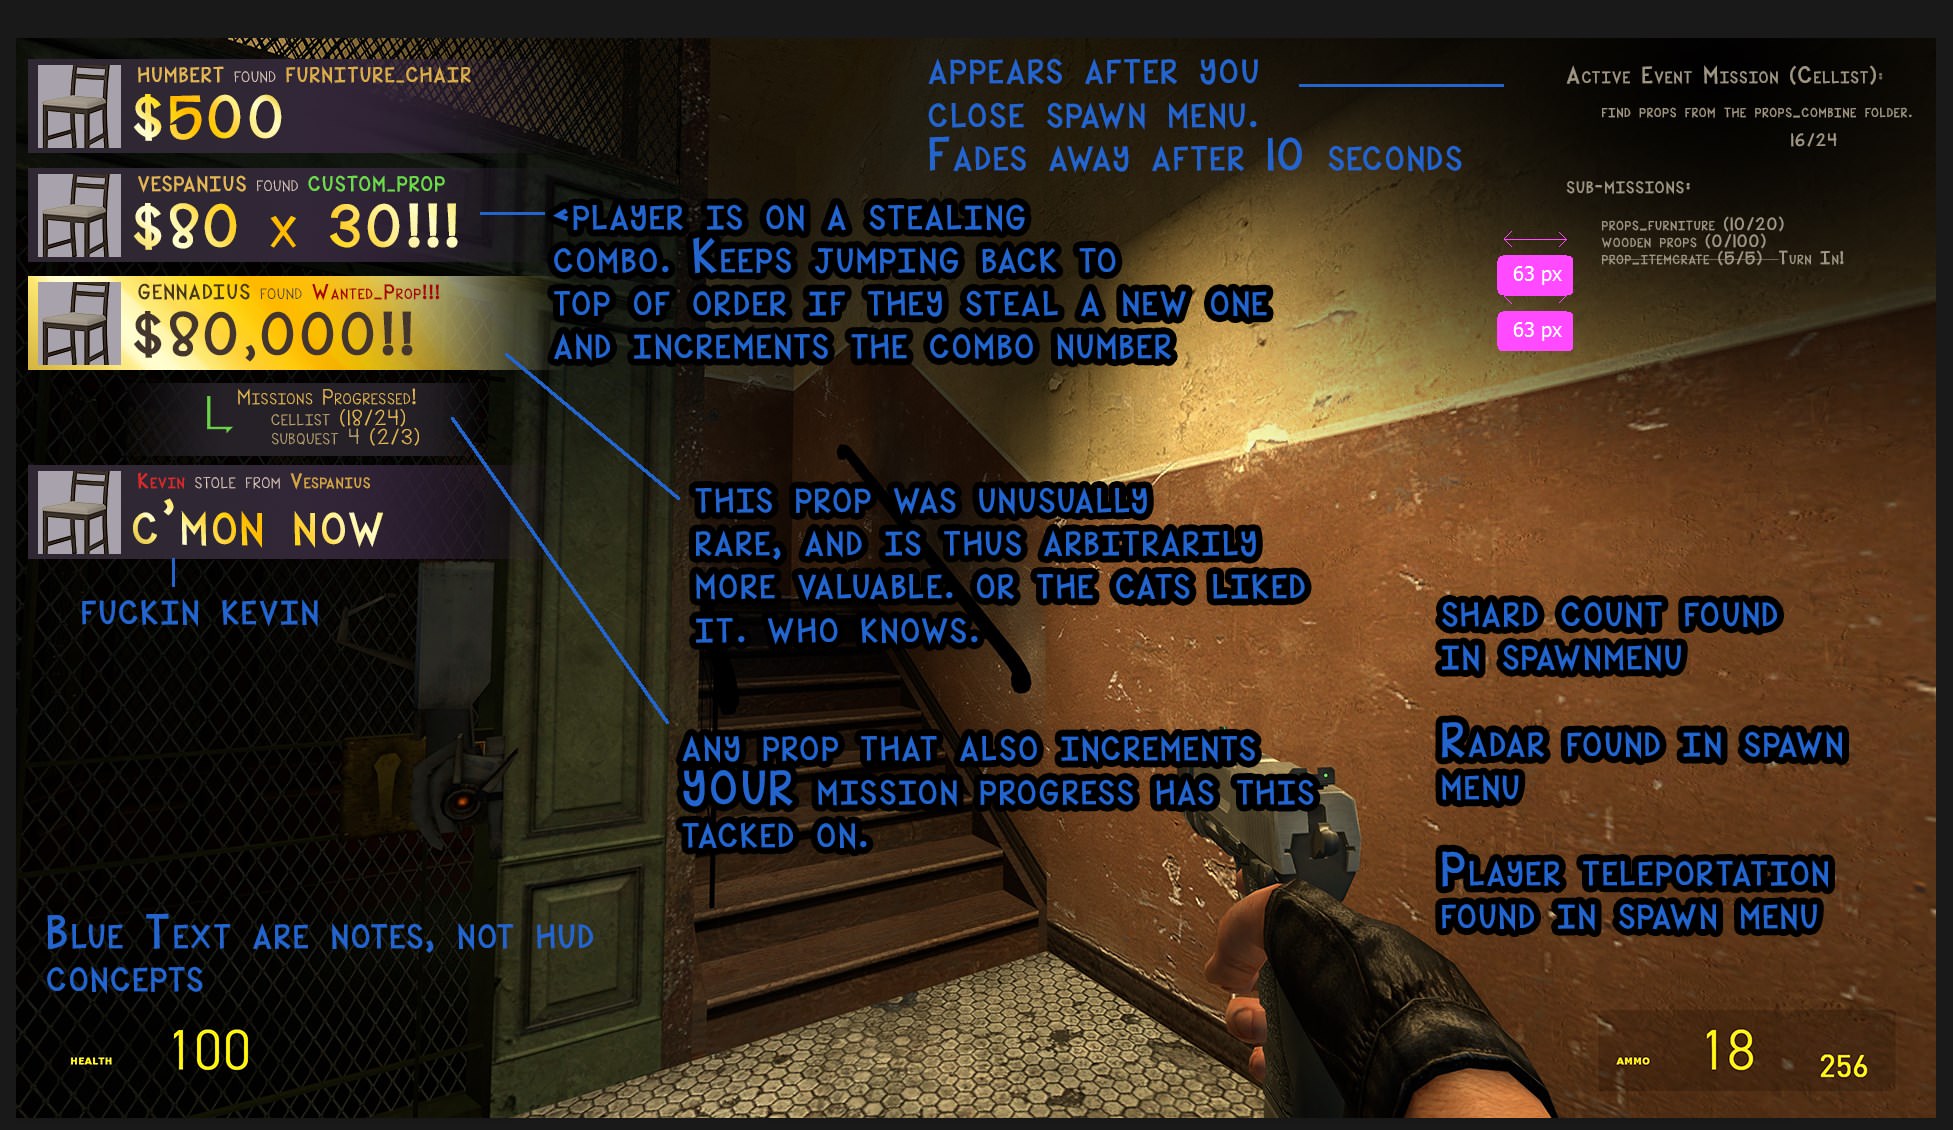 HUMBERT FOUND FURNITURE_CHAIR
$500
VESPANIUS FOUND CUSTOM_PROP
$80 x 30!!!
GENNADIUS FOUND Wanted_Prop!!!
$80,000!!
Missions Progressed!
CELLIST (18/24)
SUBQUEST 4 (2/3)
Kevin STOLE FROM Vespanius
C'MON NOW
FUCKIN KEVIN
APPEARS AFTER YOU
CLOSE SPAWN MENU.
FADES AWAY AFTER 10 SECONDS
<PLAYER IS ON A STEALING
COMBO. KEEPS JUMPING BACK TO
TOP OF ORDER IF THEY STEAL A NEW ONE
AND INCREMENTS THE COMBO NUMBER
THIS PROP WAS UNUSUALLY
RARE, AND IS THUS ARBITRARILY
MORE VALUABLE. OR THE CATS LIKED
IT. WHO KNOWS.
ANY PROP THAT ALSO INCREMENTS
YOUR MISSION PROGRESS HAS THIS
TACKED ON.
Active Event Mission (Cellist):
FIND PROPS FROM THE PROPS_COMBINE FOLDER.
16/24
SUB-MISSIONS:
PROPS_FURNITURE (10/20)
WOODEN PROPS (0/100)
PROP_ITEMCRATE (5/5) Turn In!
63 px
63 px
SHARD COUNT FOUND
IN SPAWNMENU
RADAR FOUND IN SPAWN
MENU
PLAYER TELEPORTATION
FOUND IN SPAWN MENU
BLUE TEXT ARE NOTES, NOT HUD
CONCEPTS
HEALTH 100
AMMO 18 256